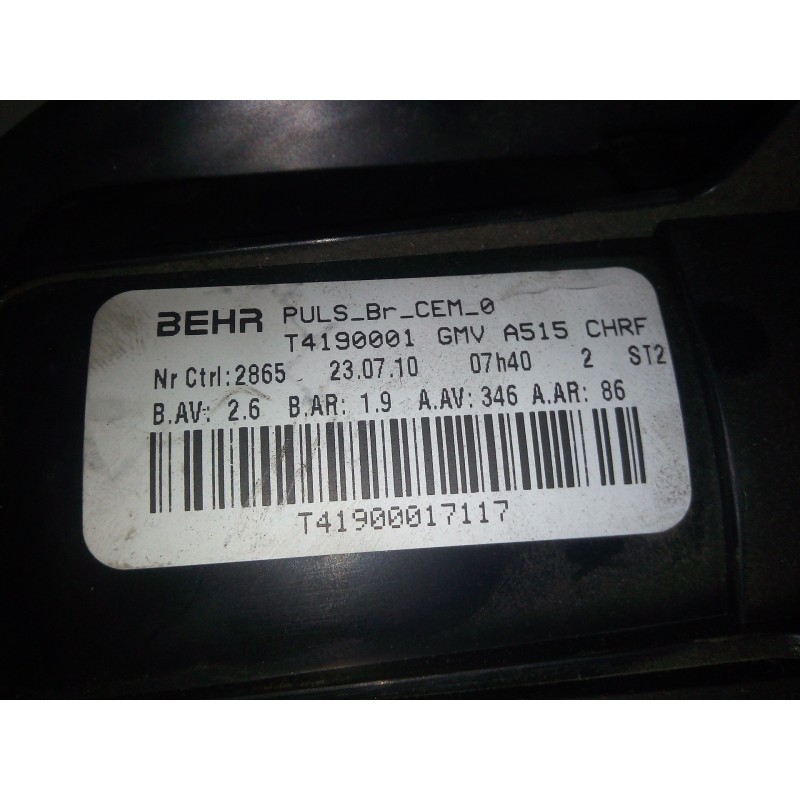 BEHR PULS_Br_CEM_0
T4190001 GMV A515 CHRF
Nr Ctrl:2865 23.07.10 07h40 2 ST2
B.AV: 2.6 B.AR: 1.9 A.AV: 346 A.AR: 86
T41900017117